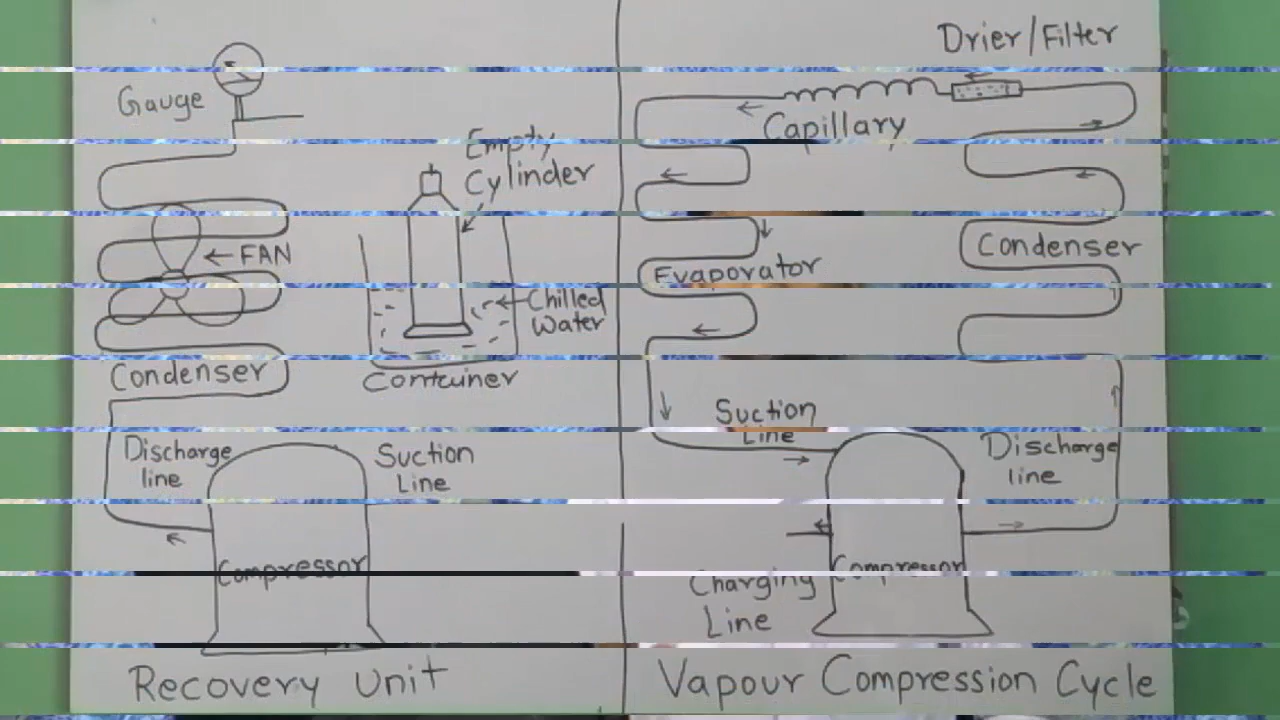 Gauge
Empty
Cylinder
FAN
Chilled
Water
Condenser
Container
Discharge
line
Suction
Line
Compressor
Recovery Unit
Drier/Filter
Capillary
Condenser
Evaporator
Suction
Line
Discharge
line
Compressor
Charging
Line
Vapour Compression Cycle